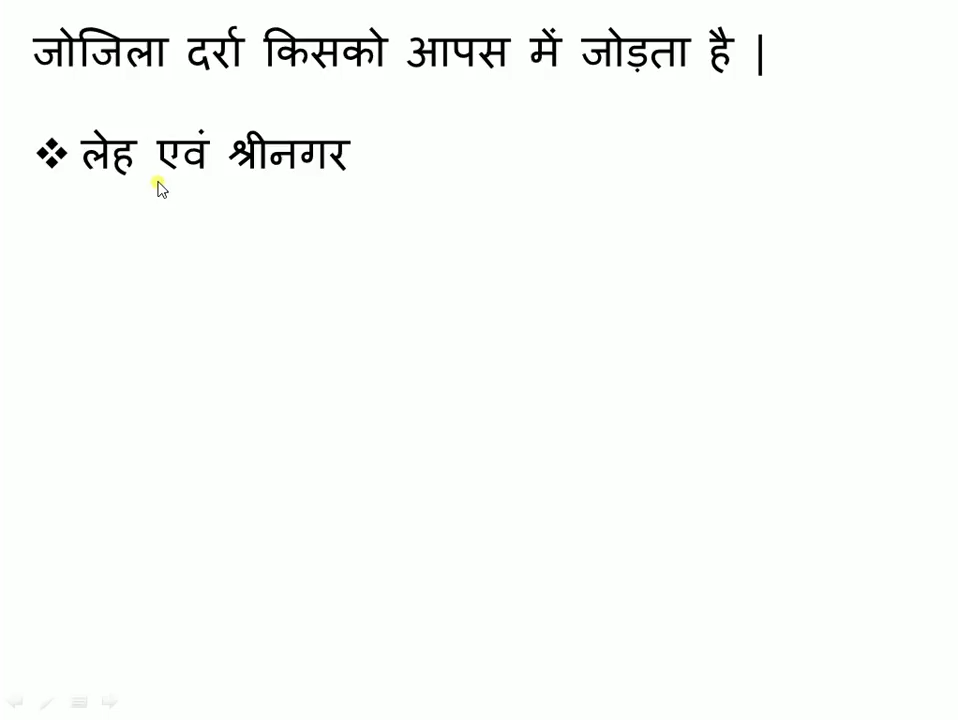 जोजिला दर्रा किसको आपस में जोड़ता है |
❖ लेह एवं श्रीनगर